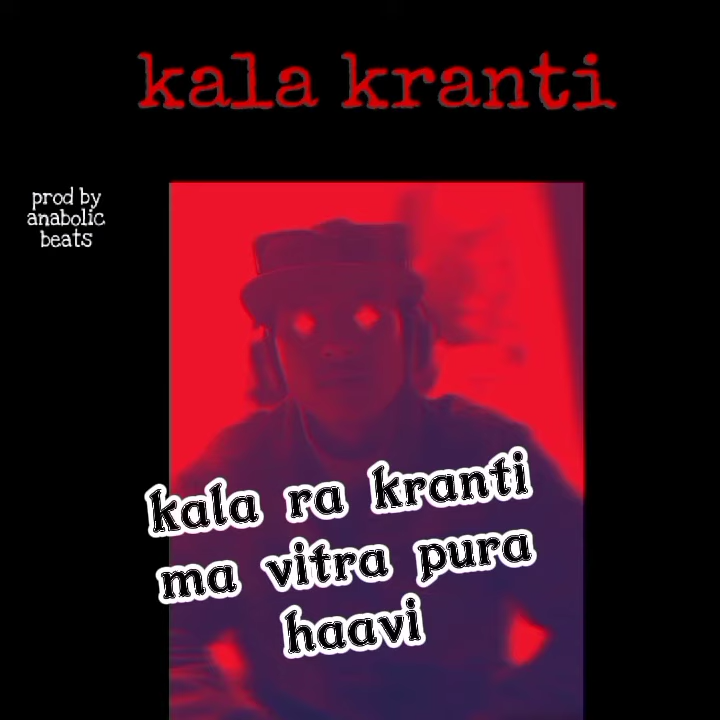 kala kranti
prod by
anabolic
beats
kala ra kranti
ma vitra pura
haavi